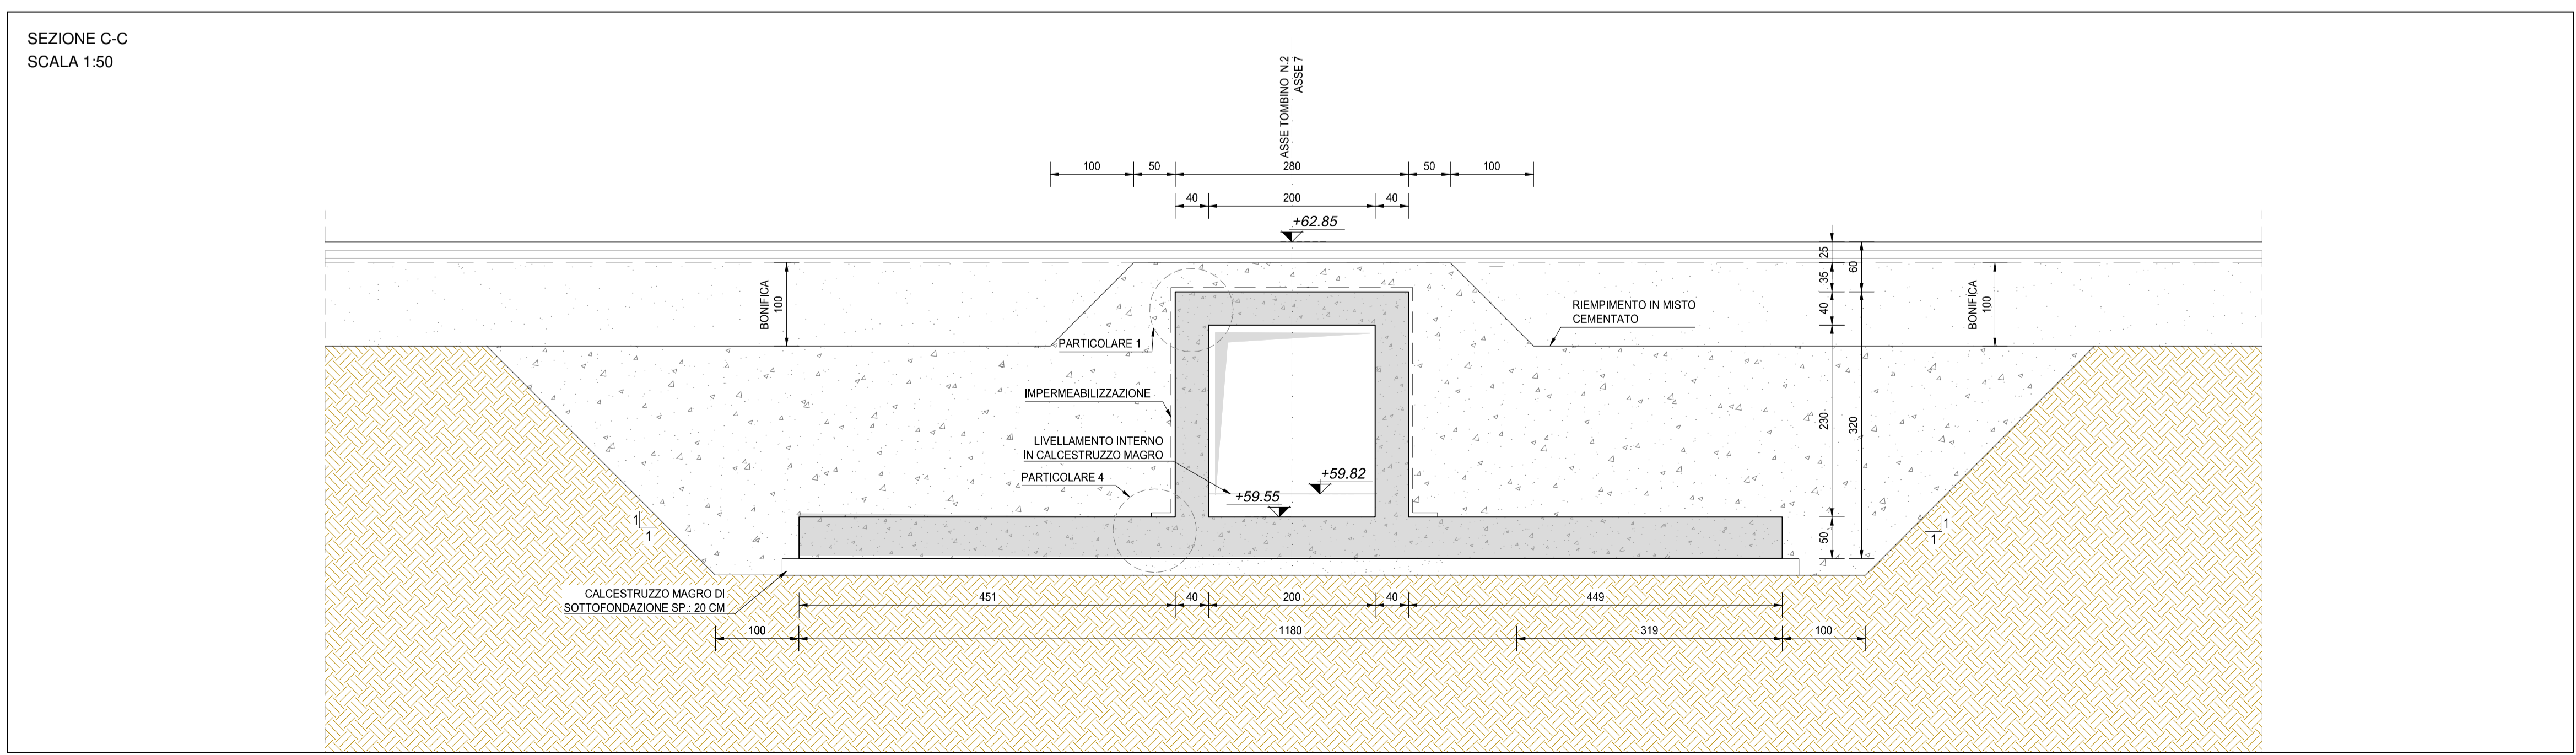 SEZIONE C-C
SCALA 1:50
ASSE TOMBINO N.2
ASSE 7
100
50
280
50
100
40
200
40
+62.85
25
60
35
BONIFICA
100
40
RIEMPIMENTO IN MISTO
CEMENTATO
BONIFICA
100
PARTICOLARE 1
IMPERMEABILIZZAZIONE
230
320
LIVELLAMENTO INTERNO
IN CALCESTRUZZO MAGRO
PARTICOLARE 4
+59.82
+59.55
1
1
1
1
50
CALCESTRUZZO MAGRO DI
SOTTOFONDAZIONE SP.: 20 CM
451
40
200
40
449
100
1180
319
100